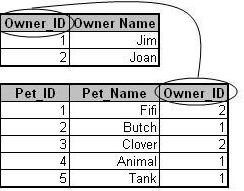 Owner_ID Owner Name
1 Jim
2 Joan
Pet_ID Pet_Name Owner_ID
1 Fifi 2
2 Butch 1
3 Clover 2
4 Animal 1
5 Tank 1